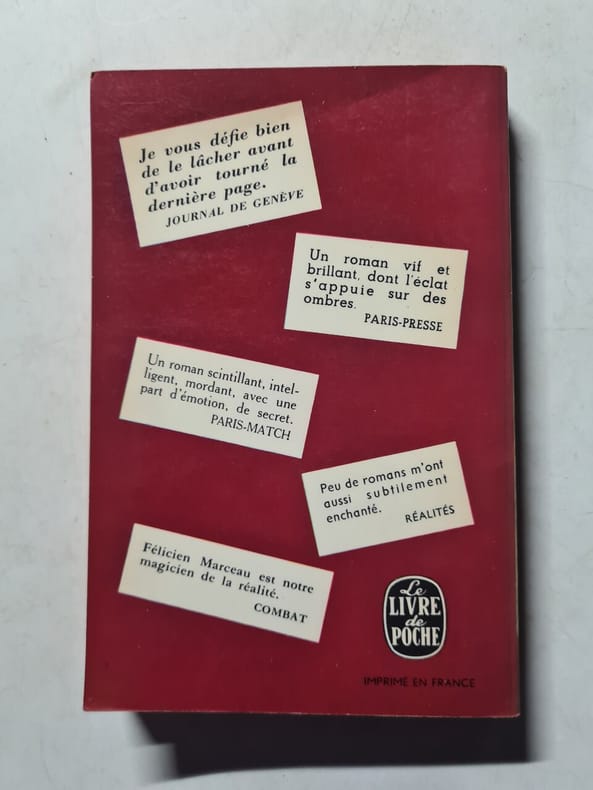 Je vous défie bien
de le lâcher avant
d'avoir tourné la
dernière page.
JOURNAL DE GENÈVE
Un roman vif et
brillant, dont l'éclat
s'appuie sur des
ombres.
PARIS-PRESSE
Un roman scintillant, intel-
ligent, mordant, avec une
part d'émotion, de secret.
PARIS-MATCH
Peu de romans m'ont
aussi subtilement
enchanté.
RÉALITÉS
Félicien Marceau est notre
magicien de la réalité.
COMBAT
Le
LIVRE
de
POCHE
IMPRIMÉ EN FRANCE